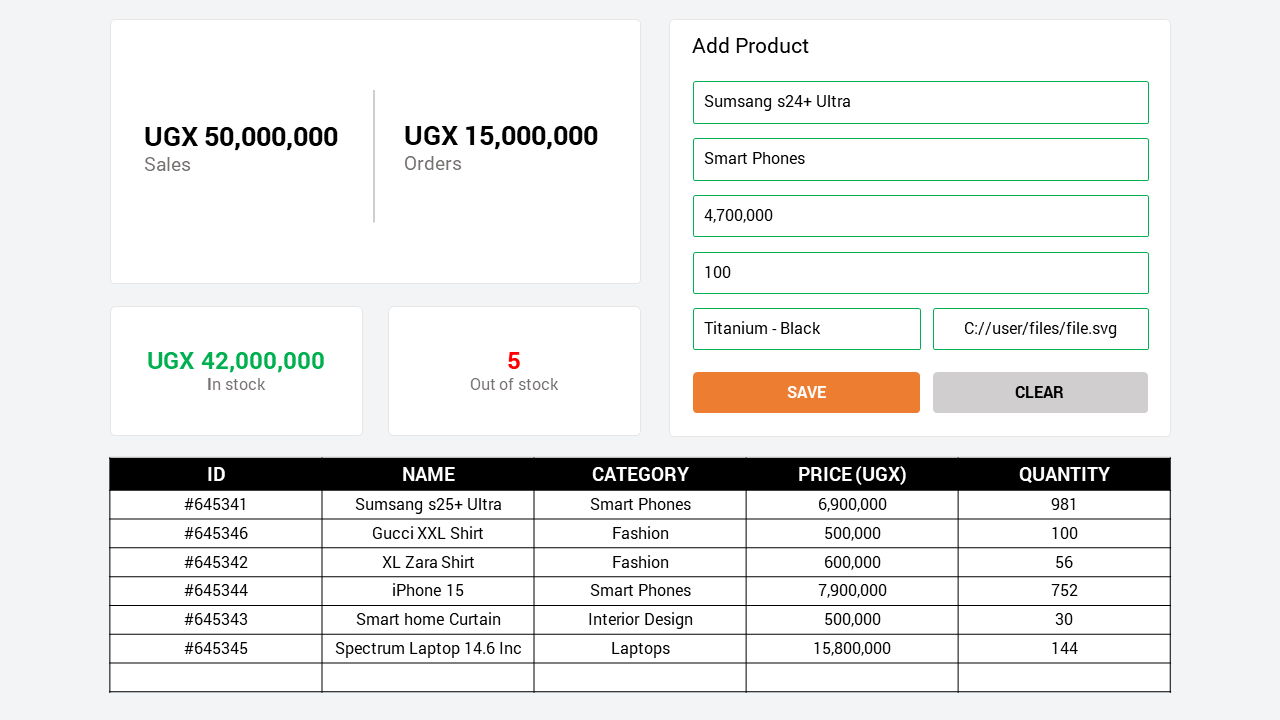 UGX 50,000,000
Sales
UGX 15,000,000
Orders
UGX 42,000,000
In stock
5
Out of stock
Add Product
Sumsang s24+ Ultra
Smart Phones
4,700,000
100
Titanium - Black
C://user/files/file.svg
SAVE
CLEAR
ID NAME CATEGORY PRICE (UGX) QUANTITY
#645341 Sumsang s25+ Ultra Smart Phones 6,900,000 981
#645346 Gucci XXL Shirt Fashion 500,000 100
#645342 XL Zara Shirt Fashion 600,000 56
#645344 iPhone 15 Smart Phones 7,900,000 752
#645343 Smart home Curtain Interior Design 500,000 30
#645345 Spectrum Laptop 14.6 Inc Laptops 15,800,000 144